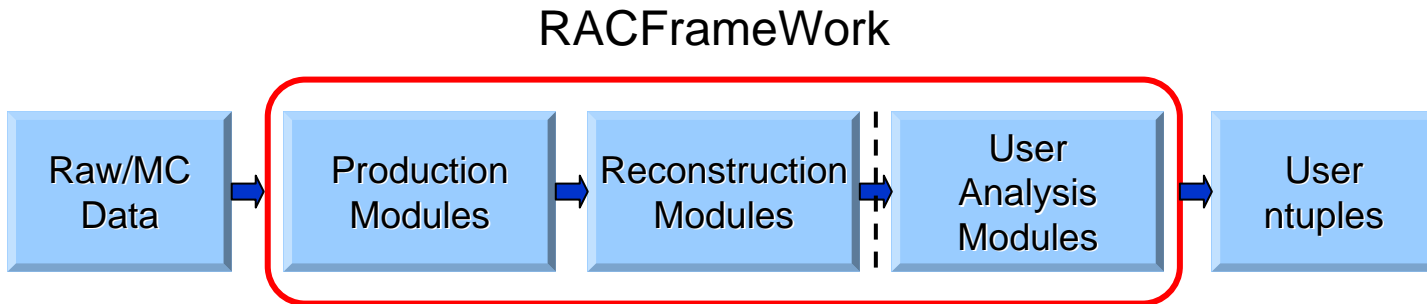 RACFrameWork
Raw/MC
Data
Production
Modules
Reconstruction
Modules
User
Analysis
Modules
User
ntuples